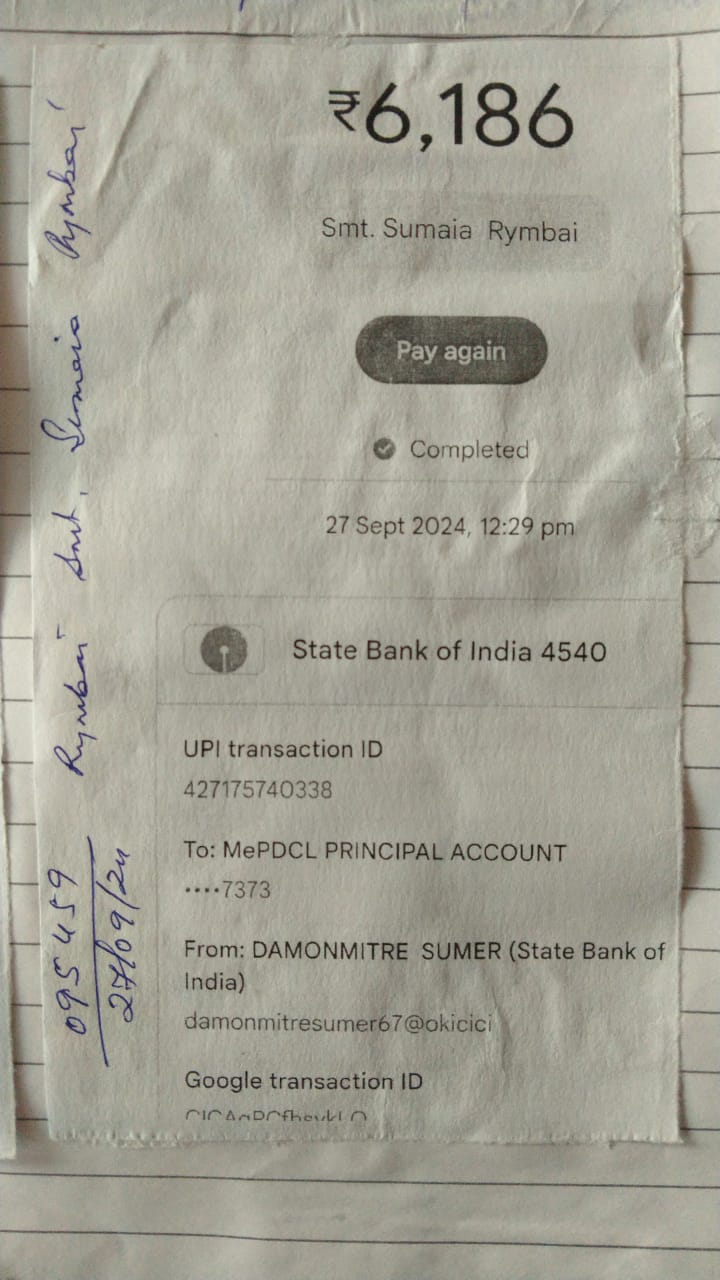 ₹6,186
Smt. Sumaia Rymbai
Pay again
Completed
27 Sept 2024, 12:29 pm
State Bank of India 4540
UPI transaction ID
427175740338
To: MePDCL PRINCIPAL ACCOUNT
····7373
From: DAMONMITRE SUMER (State Bank of
India)
damonmitresumer67@okicici
Google transaction ID
095459
27/09/24
Rymbai Smt. Sumaia Rymbai